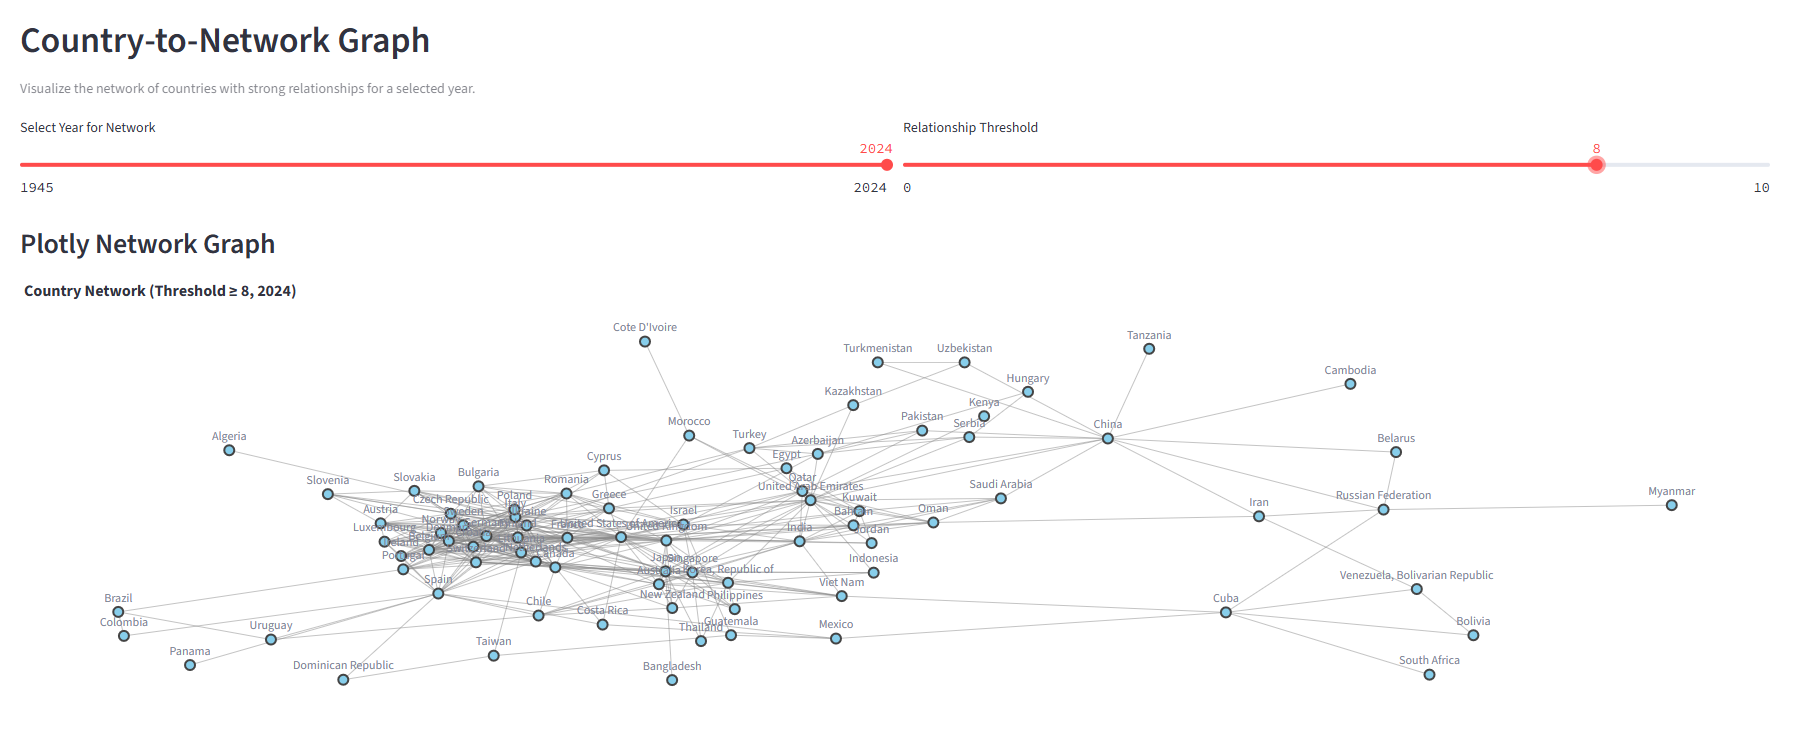 Country-to-Network Graph
Visualize the network of countries with strong relationships for a selected year.
Select Year for Network
Relationship Threshold
2024
8
1945
2024
0
10
Plotly Network Graph
Country Network (Threshold ≥ 8, 2024)
Cote D'Ivoire
Tanzania
Turkmenistan
Uzbekistan
Cambodia
Hungary
Kazakhstan
Kenya
Morocco
Pakistan
Serbia
China
Algeria
Turkey
Azerbaijan
Belarus
Egypt
Cyprus
Slovenia
Slovakia
Bulgaria
Romania
Qatar
United Arab Emirates
Saudi Arabia
Myanmar
Czech Republic
Poland
Greece
Kuwait
Iran
Russian Federation
Austria
Sweden
Italy
Israel
Bahrain
Oman
Luxembourg
United States of America
United Kingdom
India
Jordan
Ireland
Portugal
Switzerland
Netherlands
Canada
Japan
Singapore
Indonesia
Korea, Republic of
Spain
Viet Nam
Venezuela, Bolivarian Republic
Brazil
Chile
New Zealand
Philippines
Cuba
Colombia
Uruguay
Costa Rica
Thailand
Guatemala
Mexico
Bolivia
Panama
Dominican Republic
Taiwan
Bangladesh
South Africa